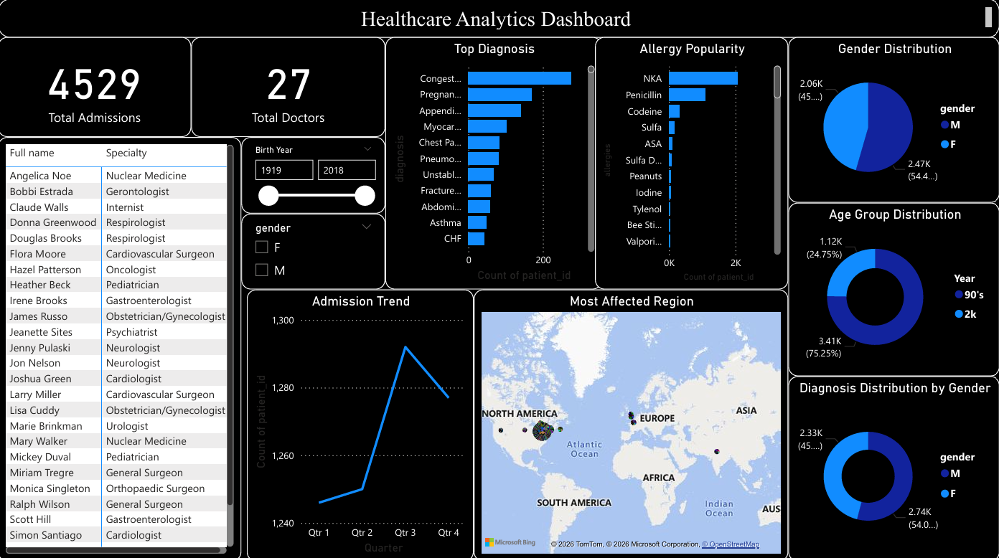 Healthcare Analytics Dashboard
4529
Total Admissions
27
Total Doctors
Full name Specialty
Angelica Noe Nuclear Medicine
Bobbi Estrada Gerontologist
Claude Walls Internist
Donna Greenwood Respirologist
Douglas Brooks Respirologist
Flora Moore Cardiovascular Surgeon
Hazel Patterson Oncologist
Heather Beck Pediatrician
Irene Brooks Gastroenterologist
James Russo Obstetrician/Gynecologist
Jeanette Sites Psychiatrist
Jenny Pulaski Neurologist
Jon Nelson Neurologist
Joshua Green Cardiologist
Larry Miller Cardiovascular Surgeon
Lisa Cuddy Obstetrician/Gynecologist
Marie Brinkman Urologist
Mary Walker Nuclear Medicine
Mickey Duval Pediatrician
Miriam Tregre General Surgeon
Monica Singleton Orthopaedic Surgeon
Ralph Wilson General Surgeon
Scott Hill Gastroenterologist
Simon Santiago Cardiologist
Birth Year
1919 2018
gender
F
M
Top Diagnosis
diagnosis
Congest...
Pregnan...
Appendi...
Myocar...
Chest Pa...
Pneumo...
Unstabl...
Fracture...
Abdomi...
Asthma
CHF
0 200
Count of patient_id
Allergy Popularity
allergies
NKA
Penicillin
Codeine
Sulfa
ASA
Sulfa D...
Peanuts
Iodine
Tylenol
Bee Sti...
Valpori...
0K 2K
Count of patient_id
Gender Distribution
2.06K
(45....)
2.47K
(54.4...)
gender
M
F
Age Group Distribution
1.12K
(24.75%)
3.41K
(75.25%)
Year
90's
2k
Admission Trend
Count of patient_id
1,300
1,280
1,260
1,240
Qtr 1 Qtr 2 Qtr 3 Qtr 4
Quarter
Most Affected Region
NORTH AMERICA
EUROPE
ASIA
Atlantic
Ocean
AFRICA
SOUTH AMERICA
Indian
Ocean
AUS
Microsoft Bing
© 2026 TomTom, © 2026 Microsoft Corporation, © OpenStreetMap
Diagnosis Distribution by Gender
2.33K
(45....)
2.74K
(54.0...)
gender
M
F